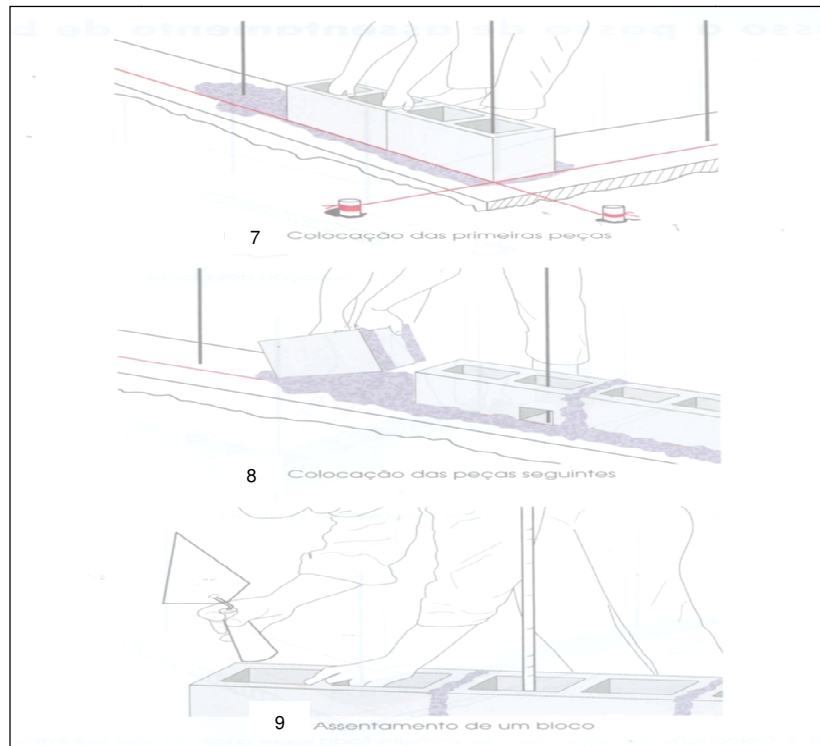 7 Colocação das primeiras peças
8 Colocação das peças seguintes
9 Assentamento de um bloco